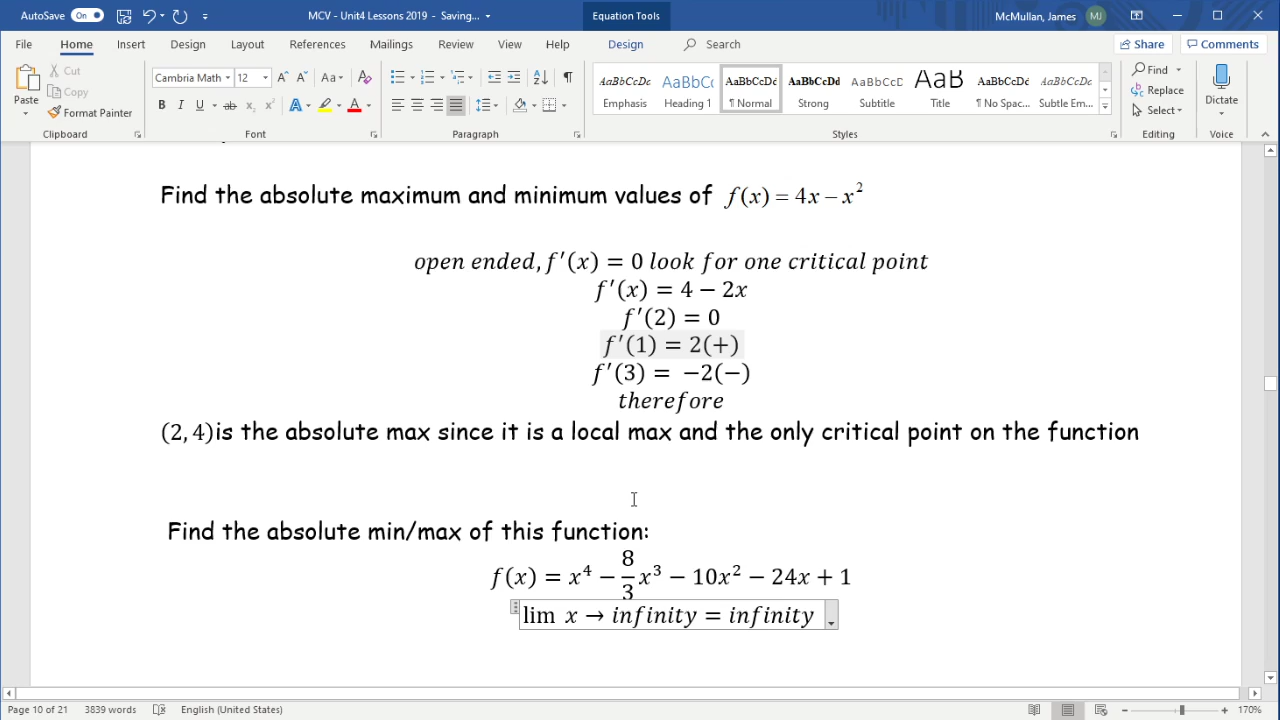 AutoSave On MCV - Unit4 Lessons 2019 - Saving... Equation Tools McMullan, James MJ
File Home Insert Design Layout References Mailings Review View Help Design Search Share Comments
Paste Cut Copy Format Painter
Cambria Math 12 Aa
AaBbCcDc AaBbCc AaBbCcDc AaBbCcDd AaBbCcD AaB AaBbCcDd AaBbCcDc
Emphasis Heading 1 ¶ Normal Strong Subtitle Title ¶ No Spac... Subtle Em...
Find Replace Select Dictate
Clipboard Font Paragraph Styles Editing Voice
Find the absolute maximum and minimum values of f(x) = 4x − x²
open ended, f′(x) = 0 look for one critical point
f′(x) = 4 − 2x
f′(2) = 0
f′(1) = 2(+)
f′(3) = −2(−)
therefore
(2, 4)is the absolute max since it is a local max and the only critical point on the function
Find the absolute min/max of this function:
f(x) = x⁴ − 8/3 x³ − 10x² − 24x + 1
lim x → infinity = infinity
Page 10 of 21 3839 words English (United States) 170%